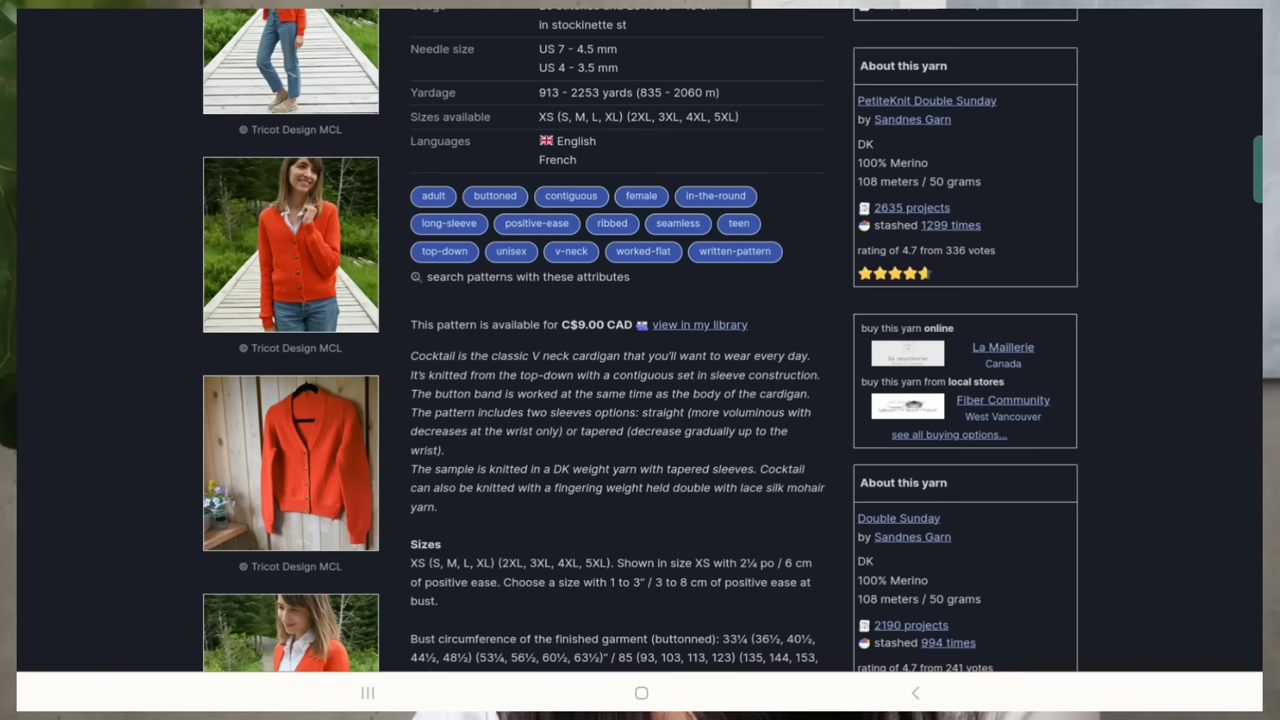 © Tricot Design MCL
© Tricot Design MCL
© Tricot Design MCL
in stockinette st
Needle size US 7 - 4.5 mm
US 4 - 3.5 mm
Yardage 913 - 2253 yards (835 - 2060 m)
Sizes available XS (S, M, L, XL) (2XL, 3XL, 4XL, 5XL)
Languages English
French
adult buttoned contiguous female in-the-round
long-sleeve positive-ease ribbed seamless teen
top-down unisex v-neck worked-flat written-pattern
search patterns with these attributes
This pattern is available for C$9.00 CAD view in my library
Cocktail is the classic V neck cardigan that you'll want to wear every day.
It's knitted from the top-down with a contiguous set in sleeve construction.
The button band is worked at the same time as the body of the cardigan.
The pattern includes two sleeves options: straight (more voluminous with
decreases at the wrist only) or tapered (decrease gradually up to the
wrist).
The sample is knitted in a DK weight yarn with tapered sleeves. Cocktail
can also be knitted with a fingering weight held double with lace silk mohair
yarn.
Sizes
XS (S, M, L, XL) (2XL, 3XL, 4XL, 5XL). Shown in size XS with 2¼ po / 6 cm
of positive ease. Choose a size with 1 to 3" / 3 to 8 cm of positive ease at
bust.
Bust circumference of the finished garment (buttonned): 33¼ (36½, 40½,
44½, 48½) (53¼, 56½, 60½, 63½)" / 85 (93, 103, 113, 123) (135, 144, 153,
About this yarn
PetiteKnit Double Sunday
by Sandnes Garn
DK
100% Merino
108 meters / 50 grams
2635 projects
stashed 1299 times
rating of 4.7 from 336 votes
buy this yarn online
La Maillerie
Canada
buy this yarn from local stores
Fiber Community
West Vancouver
see all buying options...
About this yarn
Double Sunday
by Sandnes Garn
DK
100% Merino
108 meters / 50 grams
2190 projects
stashed 994 times
rating of 4.7 from 241 votes